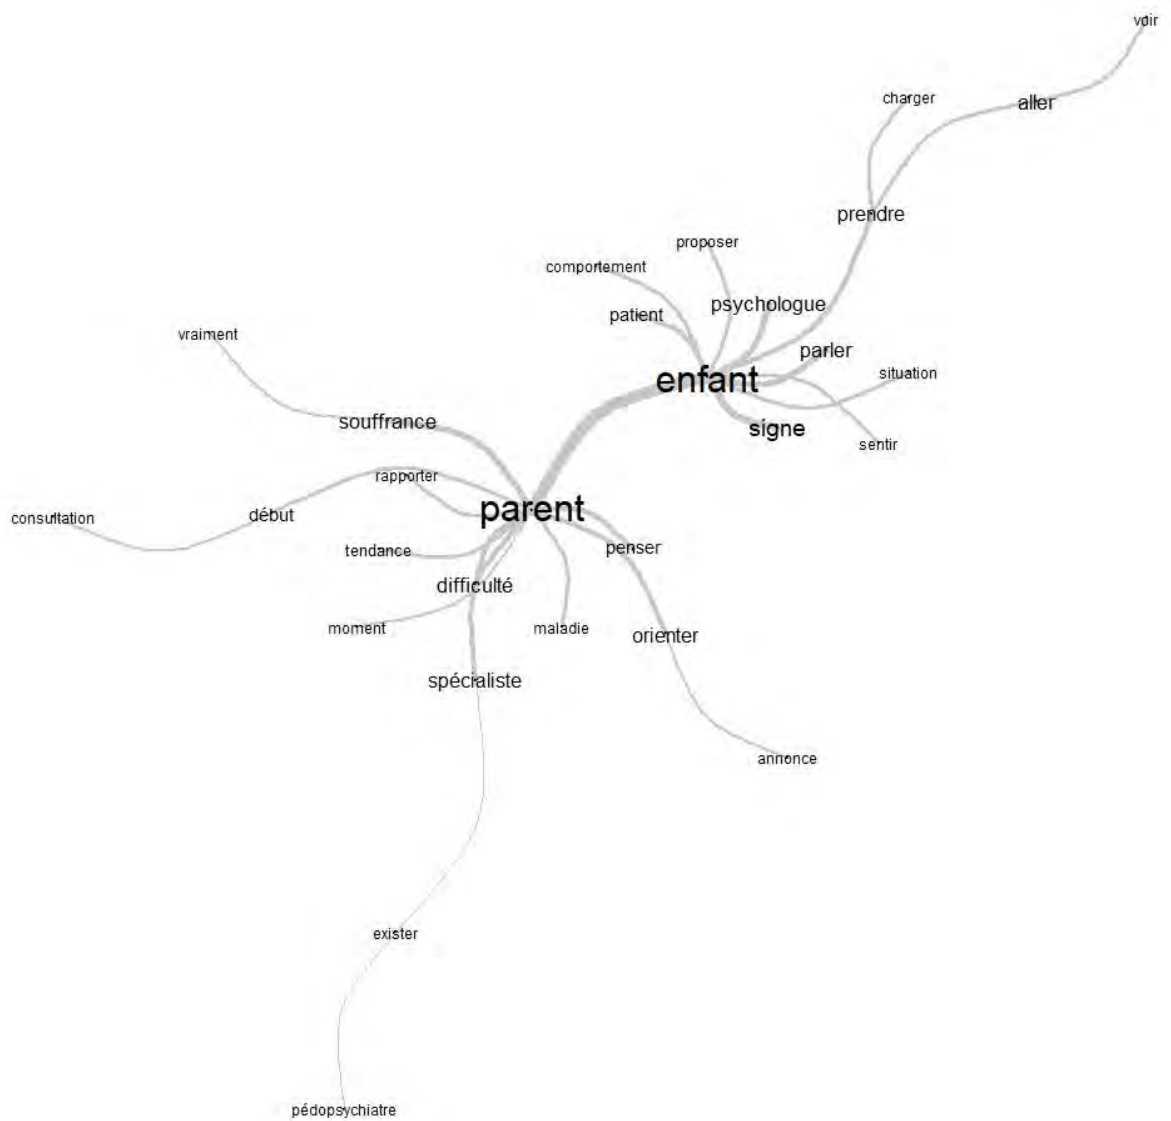 voir
charger
aller
prendre
proposer
comportement
psychologue
patient
vraiment
parler
situation
enfant
souffrance
signe
sentir
rapporter
parent
début
consultation
penser
tendance
difficulté
moment
maladie
orienter
spécialiste
annonce
exister
pédopsychiatre